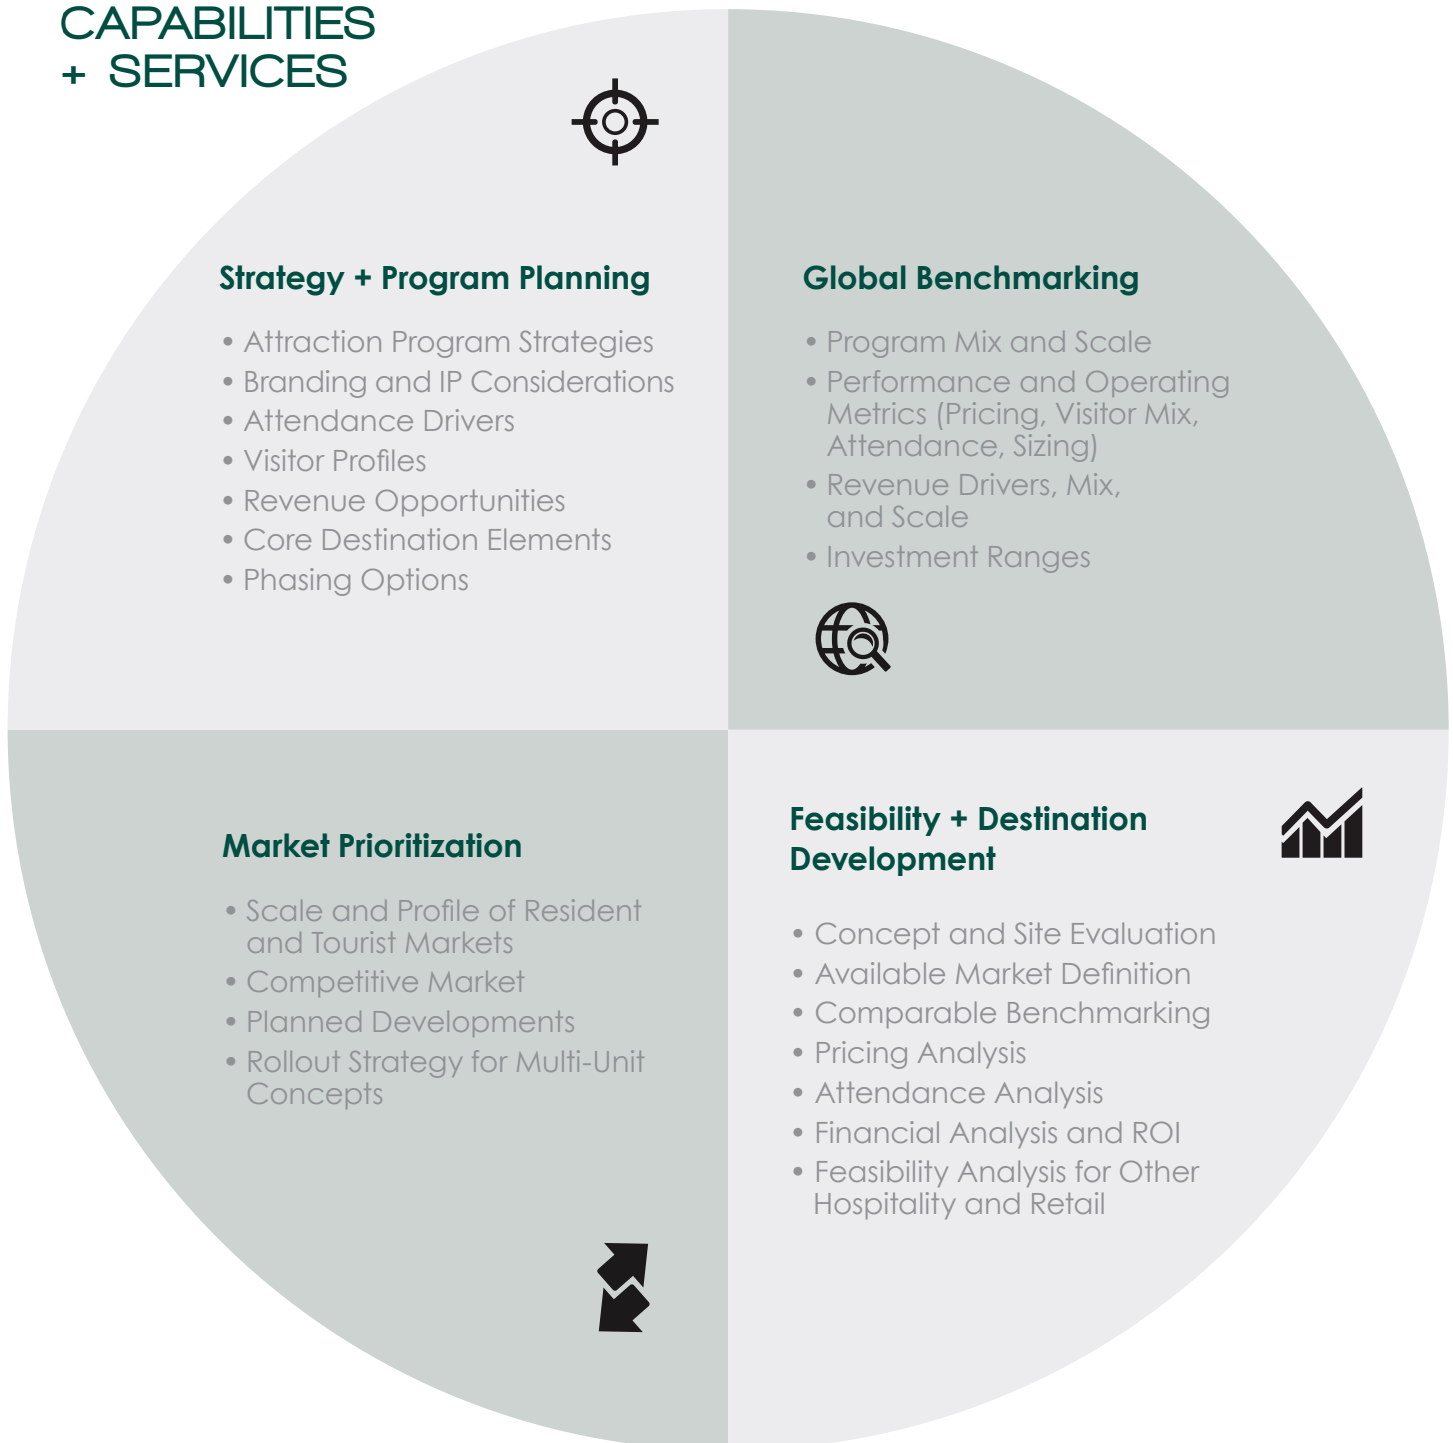 CAPABILITIES
+ SERVICES
Strategy + Program Planning
• Attraction Program Strategies
• Branding and IP Considerations
• Attendance Drivers
• Visitor Profiles
• Revenue Opportunities
• Core Destination Elements
• Phasing Options
Global Benchmarking
• Program Mix and Scale
• Performance and Operating
Metrics (Pricing, Visitor Mix,
Attendance, Sizing)
• Revenue Drivers, Mix,
and Scale
• Investment Ranges
Market Prioritization
• Scale and Profile of Resident
and Tourist Markets
• Competitive Market
• Planned Developments
• Rollout Strategy for Multi-Unit
Concepts
Feasibility + Destination
Development
• Concept and Site Evaluation
• Available Market Definition
• Comparable Benchmarking
• Pricing Analysis
• Attendance Analysis
• Financial Analysis and ROI
• Feasibility Analysis for Other
Hospitality and Retail